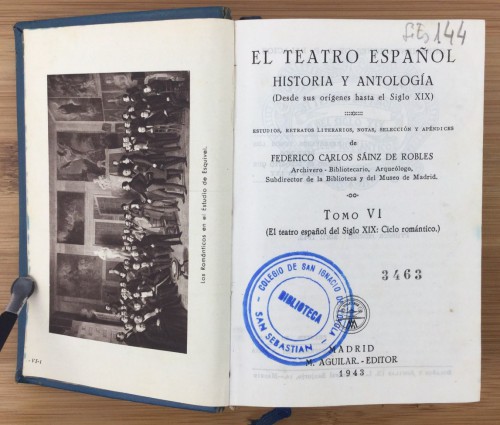 Los Románticos en el Estudio de Esquivel.
144
EL TEATRO ESPAÑOL
HISTORIA Y ANTOLOGÍA
(Desde sus orígenes hasta el Siglo XIX)
ESTUDIOS, RETRATOS LITERARIOS, NOTAS, SELECCIÓN Y APÉNDICES
de
FEDERICO CARLOS SÁINZ DE ROBLES
Archivero - Bibliotecario, Arqueólogo,
Subdirector de la Biblioteca y del Museo de Madrid.
TOMO VI
(El teatro español del Siglo XIX: Ciclo romántico.)
3463
COLEGIO DE SAN IGNACIO DE LOYOLA
BIBLIOTECA
SAN SEBASTIAN
MADRID
M. AGUILAR.-EDITOR
1943